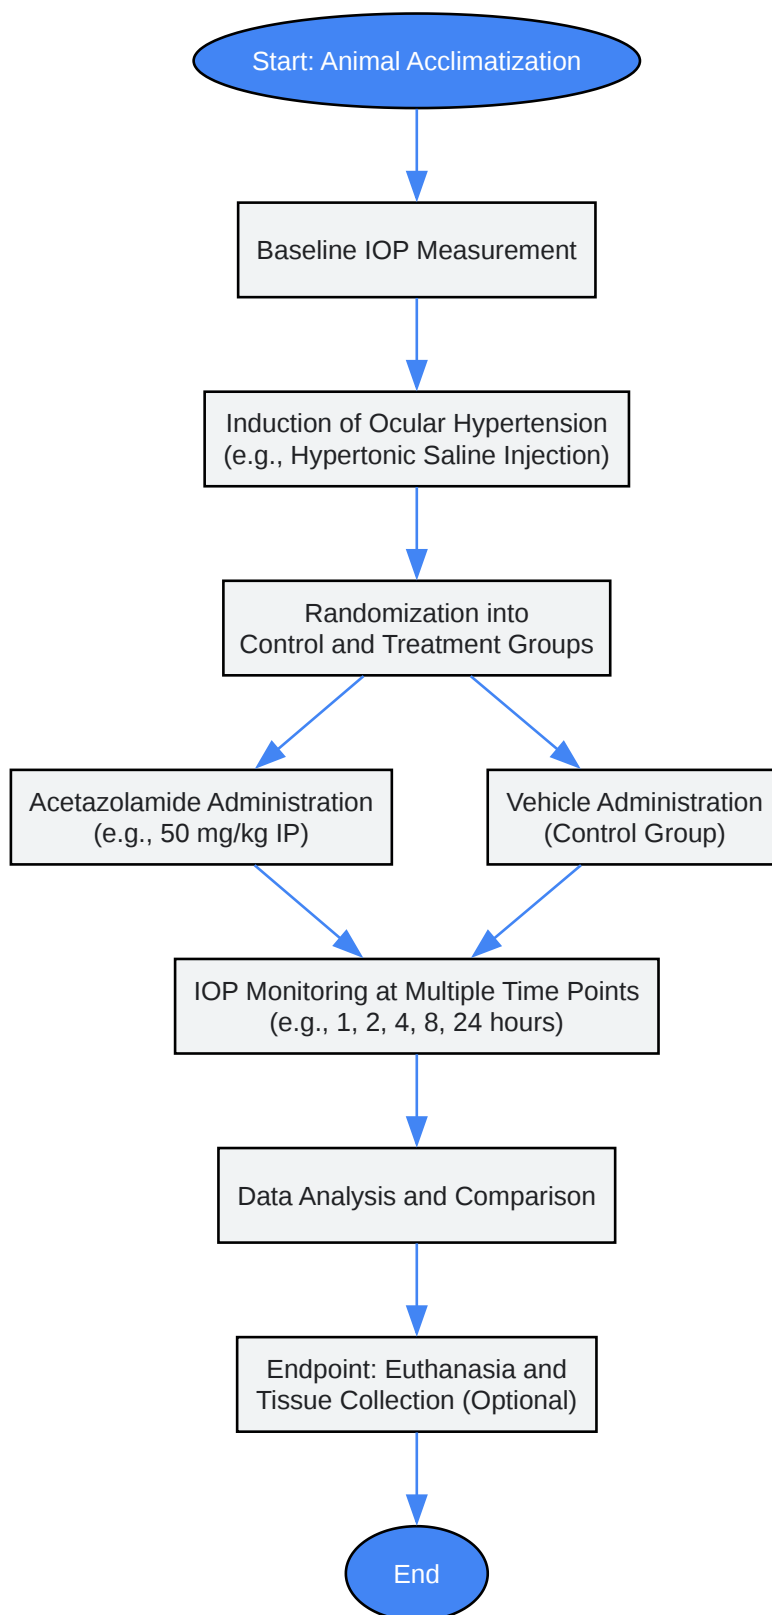 Start: Animal Acclimatization
Baseline IOP Measurement
Induction of Ocular Hypertension
(e.g., Hypertonic Saline Injection)
Randomization into
Control and Treatment Groups
Acetazolamide Administration
(e.g., 50 mg/kg IP)
Vehicle Administration
(Control Group)
IOP Monitoring at Multiple Time Points
(e.g., 1, 2, 4, 8, 24 hours)
Data Analysis and Comparison
Endpoint: Euthanasia and
Tissue Collection (Optional)
End